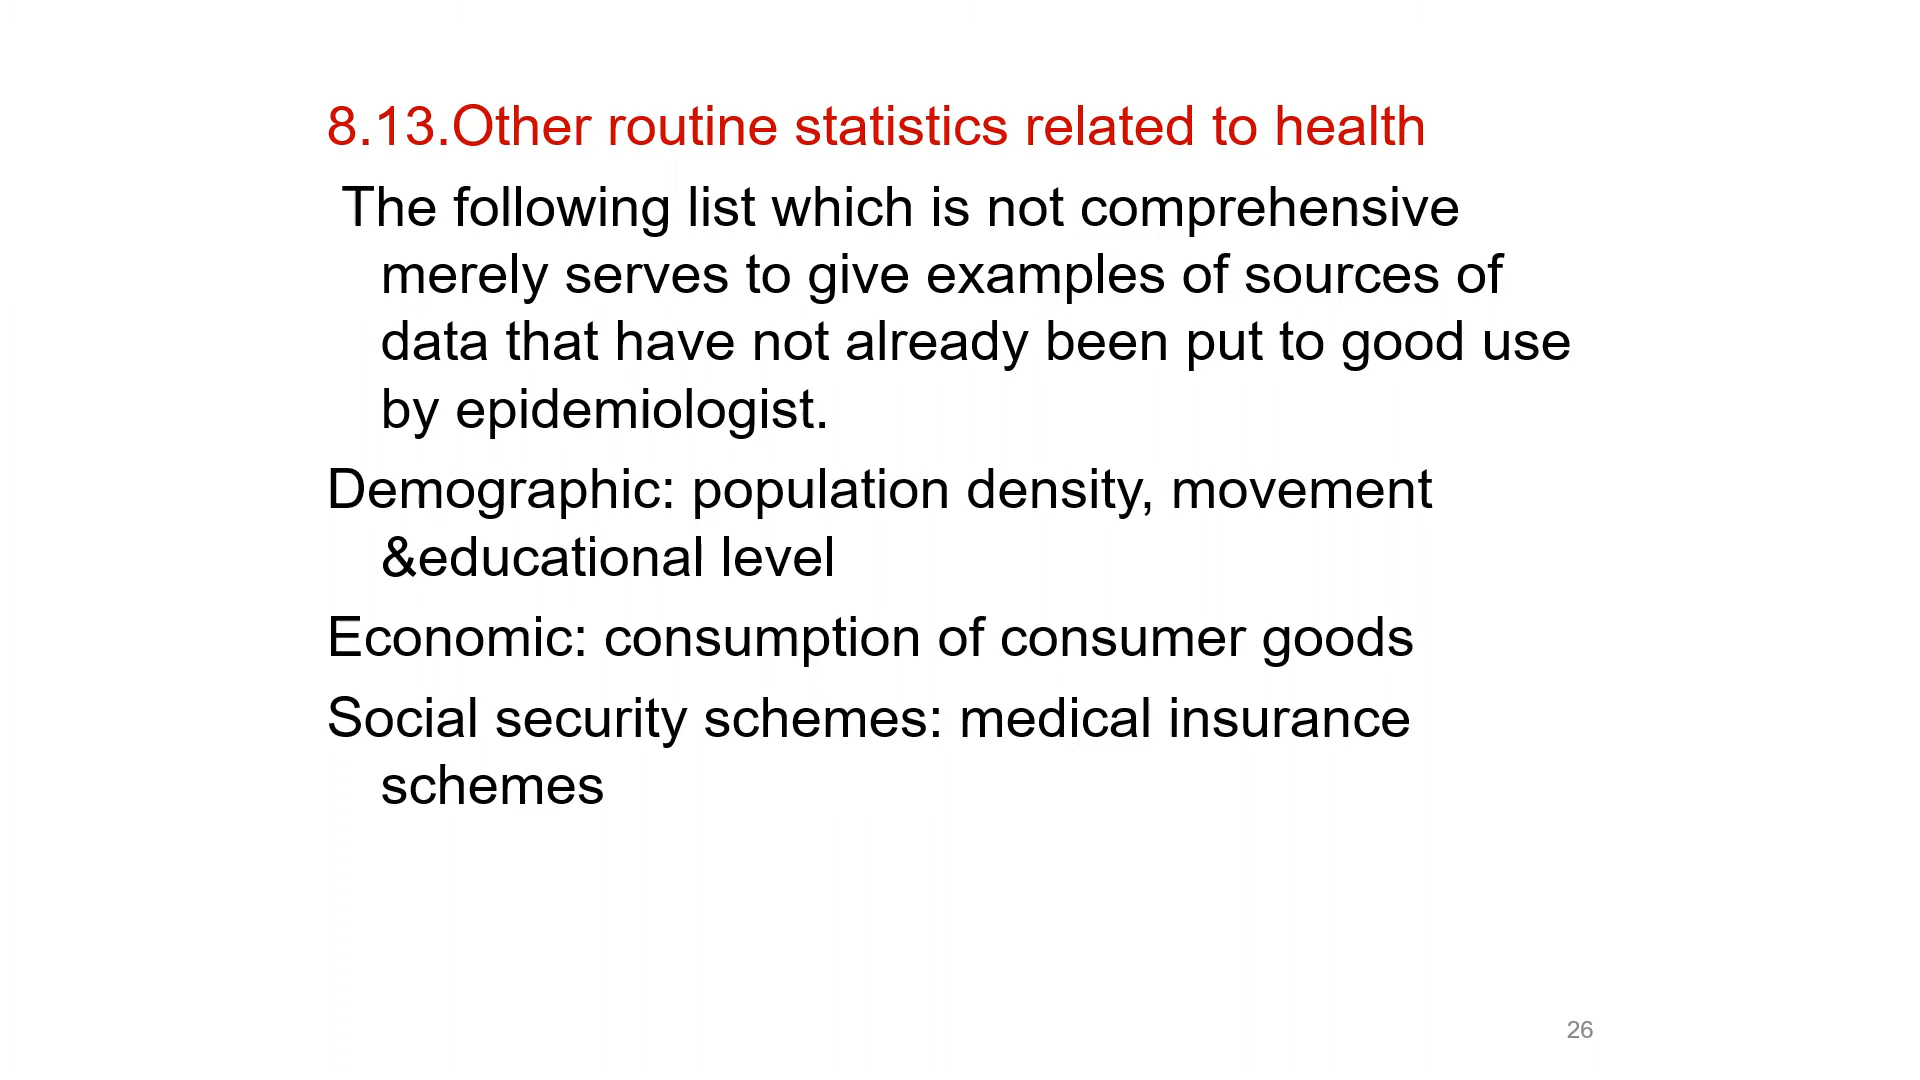 8.13.Other routine statistics related to health
The following list which is not comprehensive
merely serves to give examples of sources of
data that have not already been put to good use
by epidemiologist.
Demographic: population density, movement
&educational level
Economic: consumption of consumer goods
Social security schemes: medical insurance
schemes
26